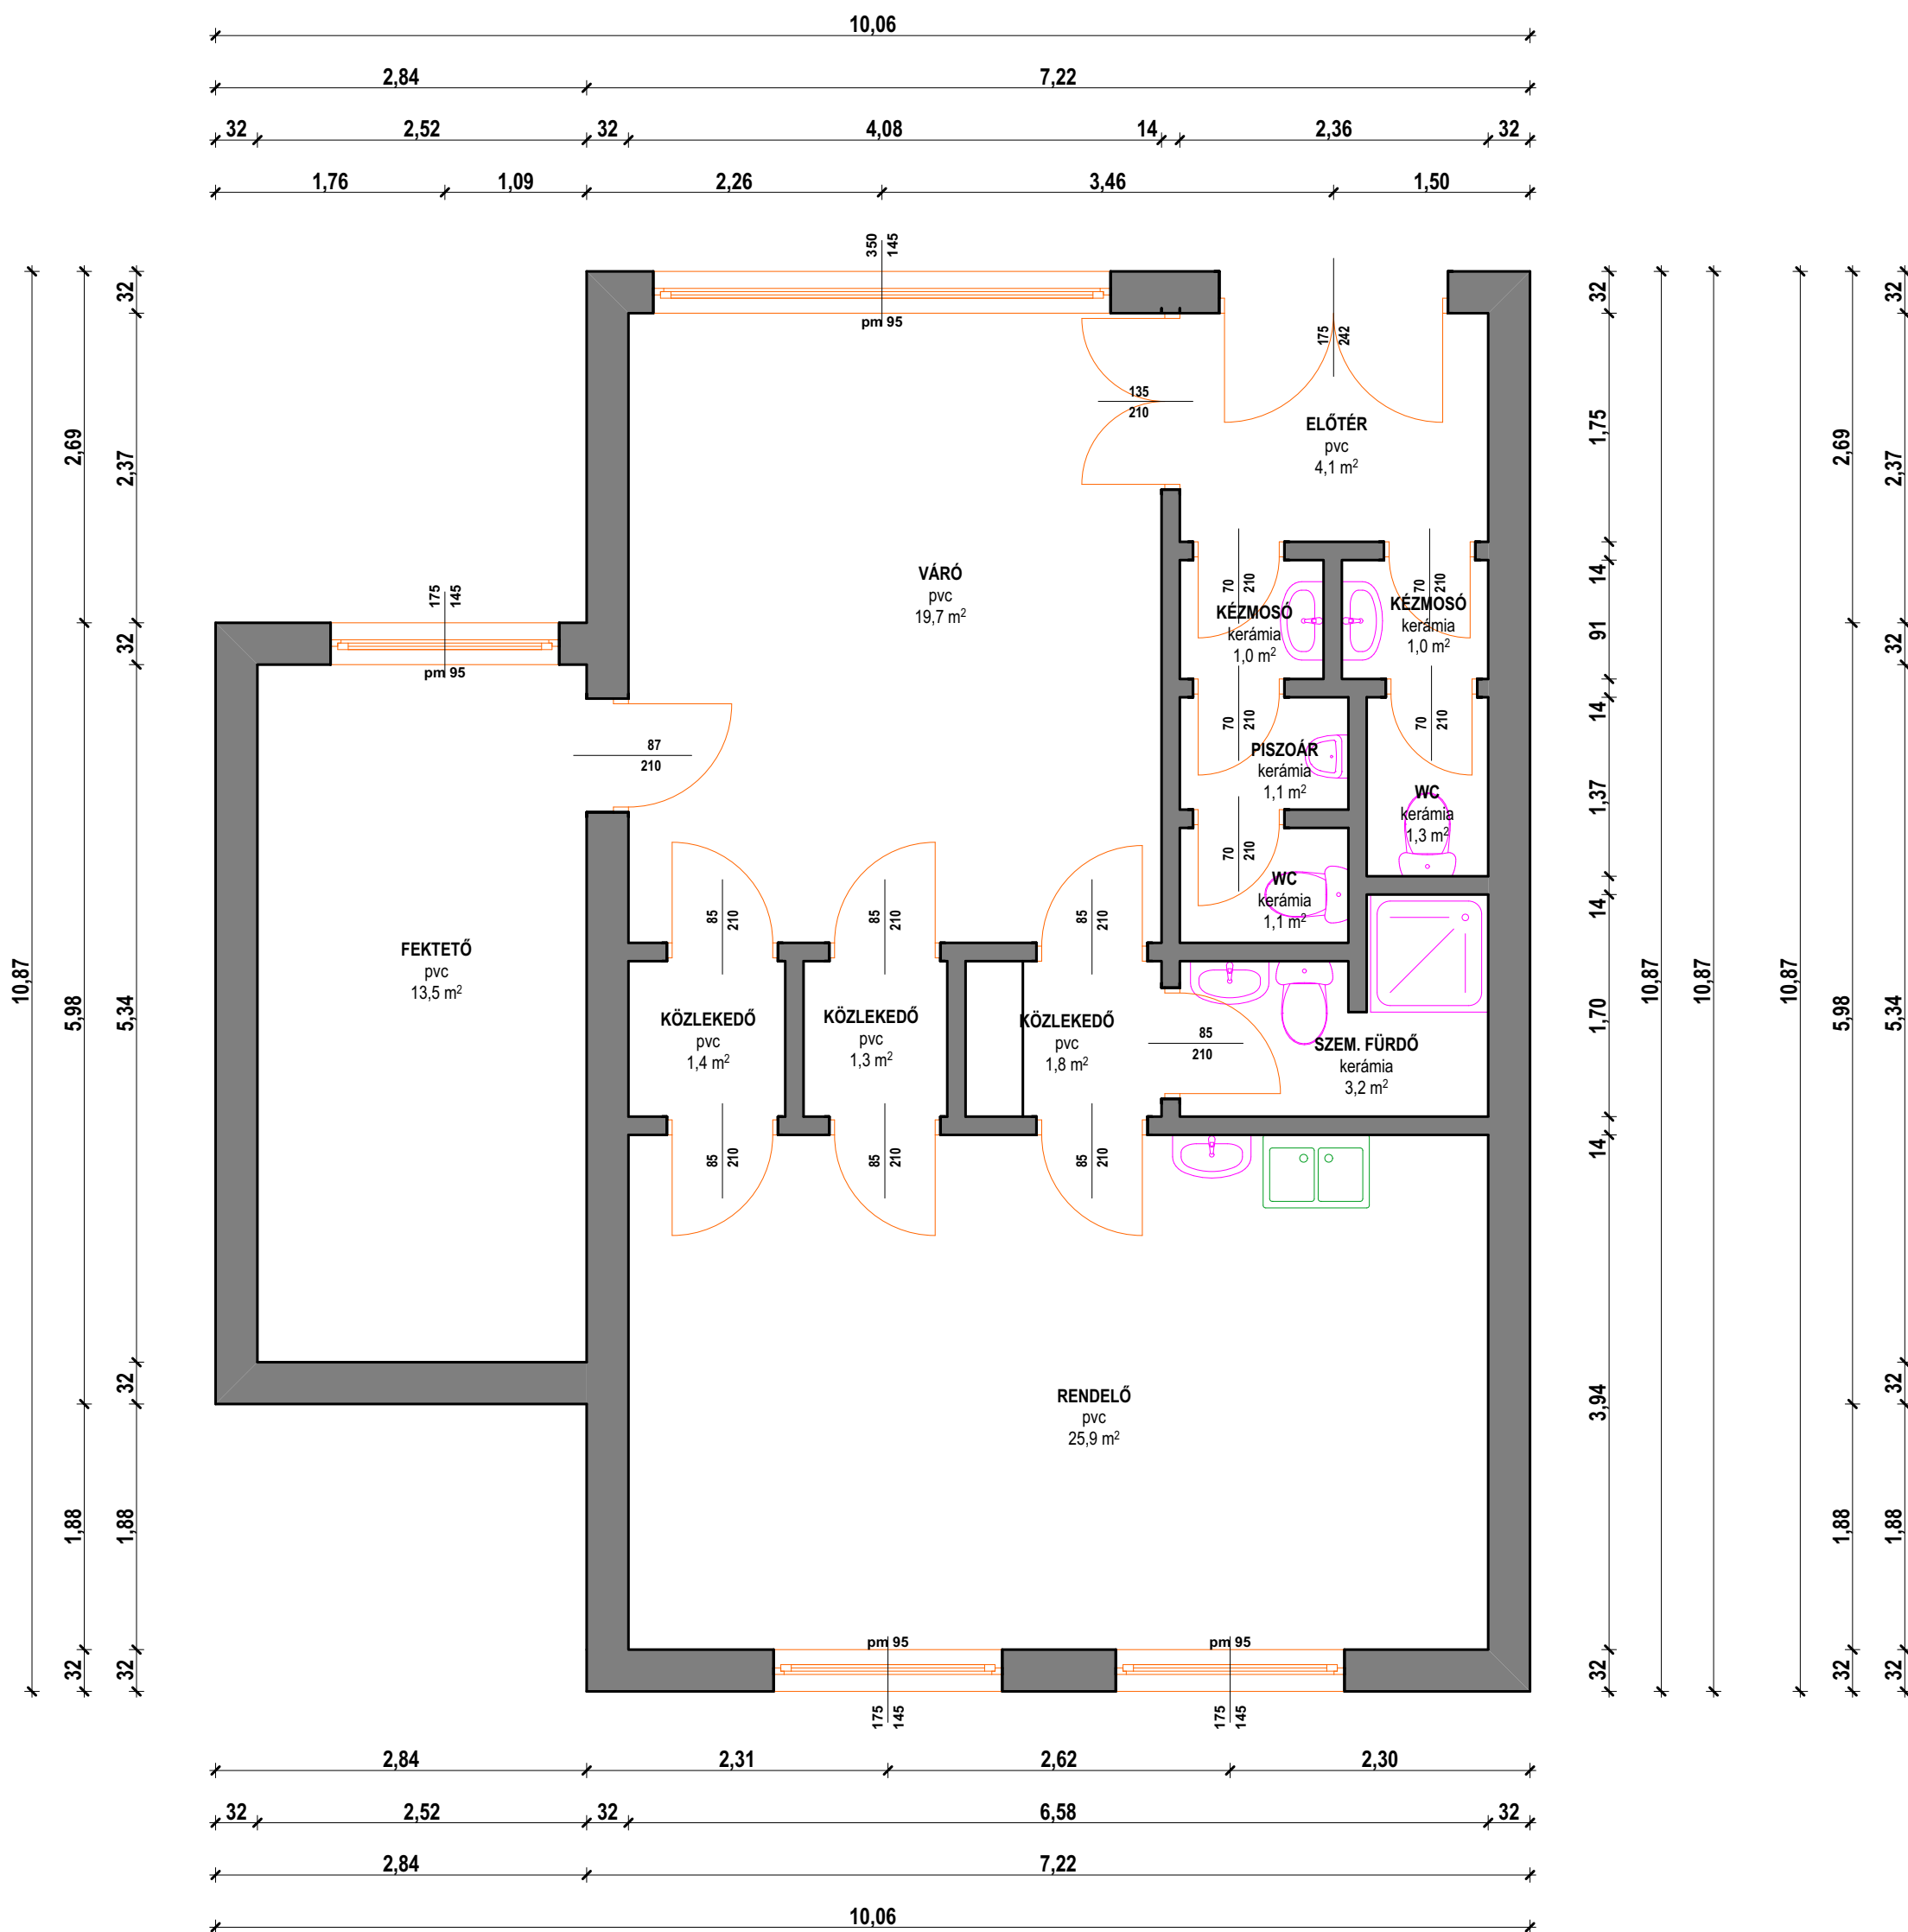 10,06
2,84 7,22
32 2,52 32 4,08 14 2,36 32
1,76 1,09 2,26 3,46 1,50
350 145
pm 95
175 242
135
210
ELŐTÉR
pvc
4,1 m²
VÁRÓ
pvc
19,7 m²
70 210
70 210
KÉZMOSÓ
kerámia
1,0 m²
KÉZMOSÓ
kerámia
1,0 m²
175 145
pm 95
70 210
70 210
87
210
PISZOÁR
kerámia
1,1 m²
WC
kerámia
1,3 m²
70 210
WC
kerámia
1,1 m²
85 210
85 210
85 210
FEKTETŐ
pvc
13,5 m²
KÖZLEKEDŐ
pvc
1,4 m²
KÖZLEKEDŐ
pvc
1,3 m²
KÖZLEKEDŐ
pvc
1,8 m²
85
210
SZEM. FÜRDŐ
kerámia
3,2 m²
85 210
85 210
85 210
RENDELŐ
pvc
25,9 m²
pm 95
pm 95
175 145
175 145
10,87
2,69 5,98 1,88 32
32 2,37 32 5,34 32 1,88 32
32 1,75 14 91 14 1,37 14 1,70 14 3,94 32
10,87
10,87
10,87
2,69 5,98 1,88 32
32 2,37 32 5,34 32 1,88 32
2,84 2,31 2,62 2,30
32 2,52 32 6,58 32
2,84 7,22
10,06